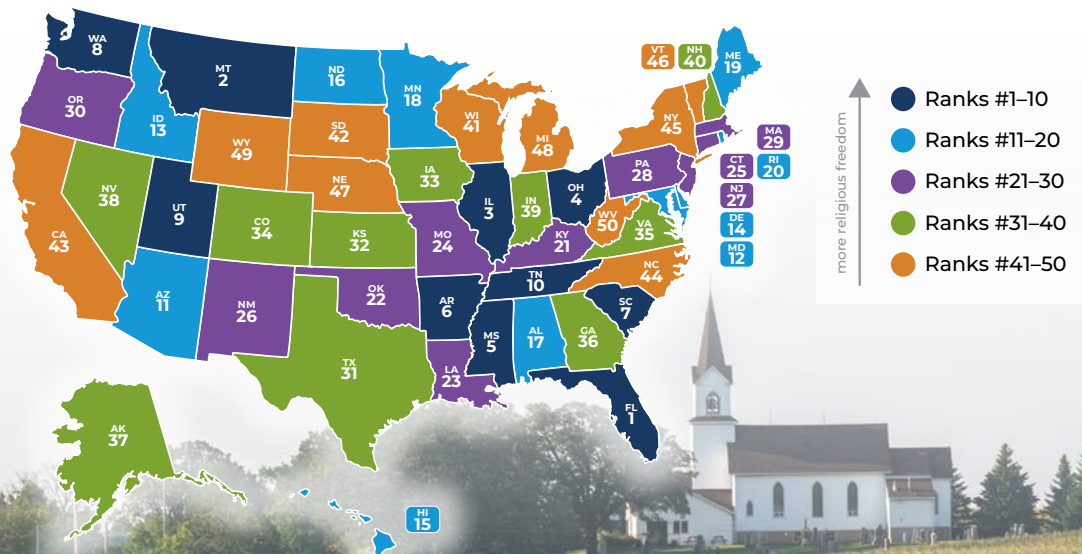 WA
8
MT
2
ND
16
MN
18
VT
46
NH
40
ME
19
OR
30
ID
13
WY
49
SD
42
WI
41
MI
48
NY
45
MA
29
CT
25
RI
20
NJ
27
DE
14
MD
12
NV
38
UT
9
CO
34
NE
47
IA
33
IL
3
IN
39
OH
4
PA
28
WV
50
VA
35
CA
43
KS
32
MO
24
KY
21
NC
44
AZ
11
NM
26
OK
22
AR
6
TN
10
SC
7
MS
5
AL
17
GA
36
TX
31
LA
23
FL
1
AK
37
HI
15
more religious freedom
Ranks #1–10
Ranks #11–20
Ranks #21–30
Ranks #31–40
Ranks #41–50